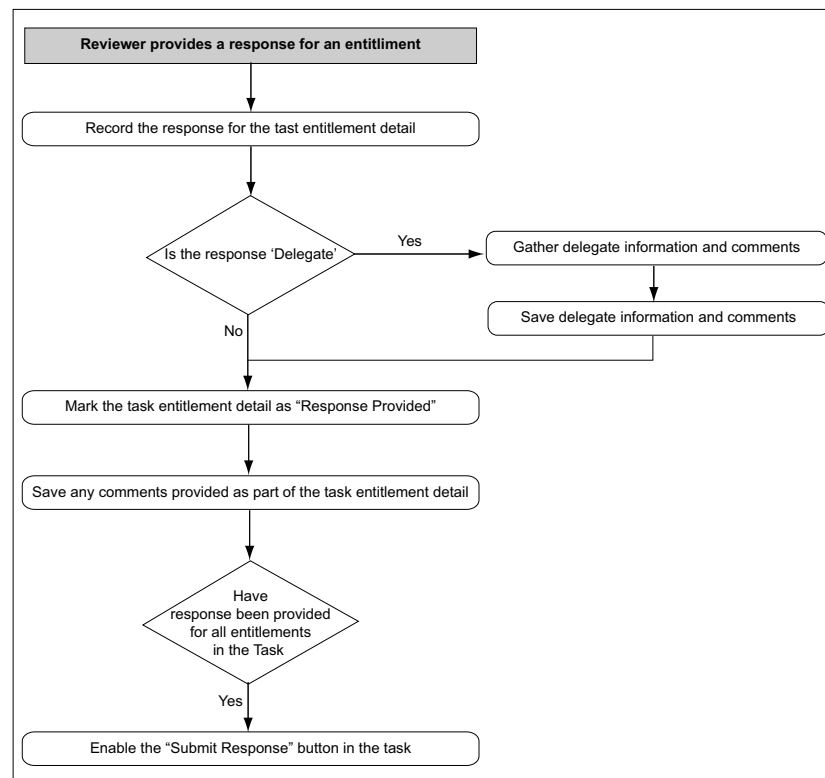 Reviewer provides a response for an entitliment
Record the response for the tast entitlement detail
Is the response ‘Delegate’
Yes
Gather delegate information and comments
Save delegate information and comments
No
Mark the task entitlement detail as “Response Provided”
Save any comments provided as part of the task entitlement detail
Have
response been provided
for all entitlements
in the Task
Yes
Enable the “Submit Response” button in the task